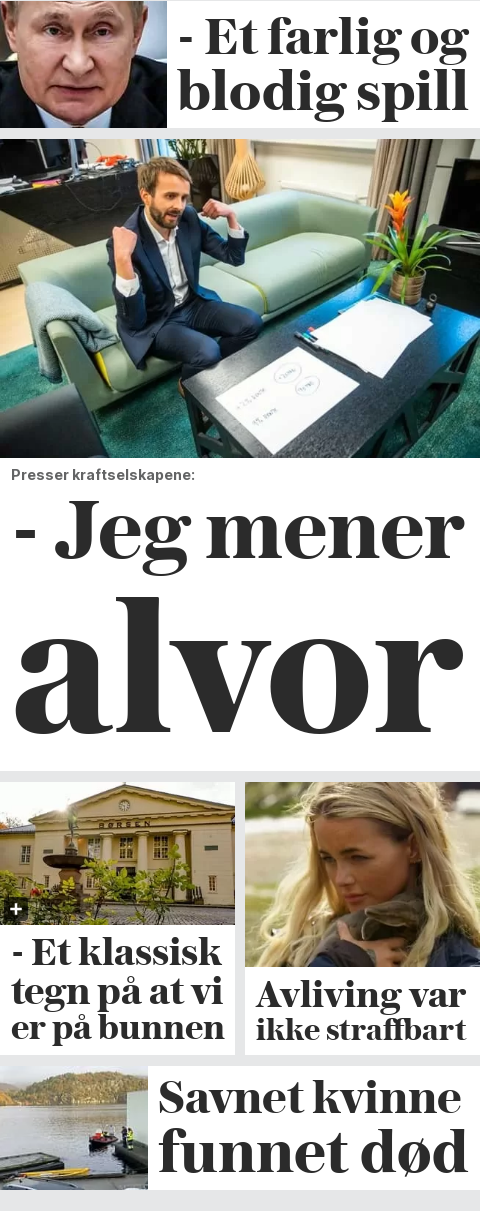 - Et farlig og
blodig spill
Presser kraftselskapene:
- Jeg mener
alvor
BØRSEN
- Et klassisk
tegn på at vi
er på bunnen
Avliving var
ikke straffbart
Savnet kvinne
funnet død